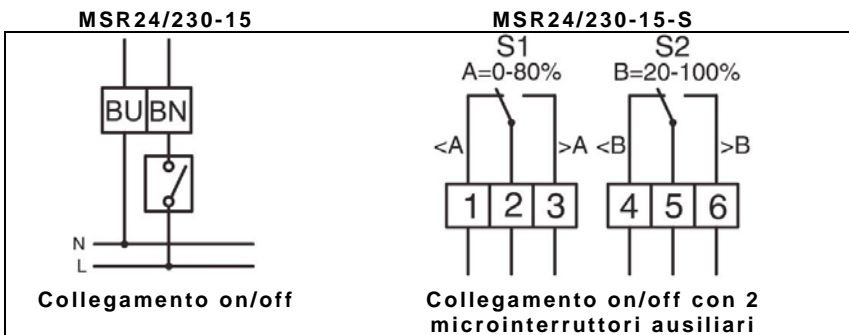 MSR24/230-15
BU BN
N
L
Collegamento on/off
MSR24/230-15-S
S1 S2
A=0-80% B=20-100%
<A >A <B >B
1 2 3 4 5 6
Collegamento on/off con 2
microinterruttori ausiliari